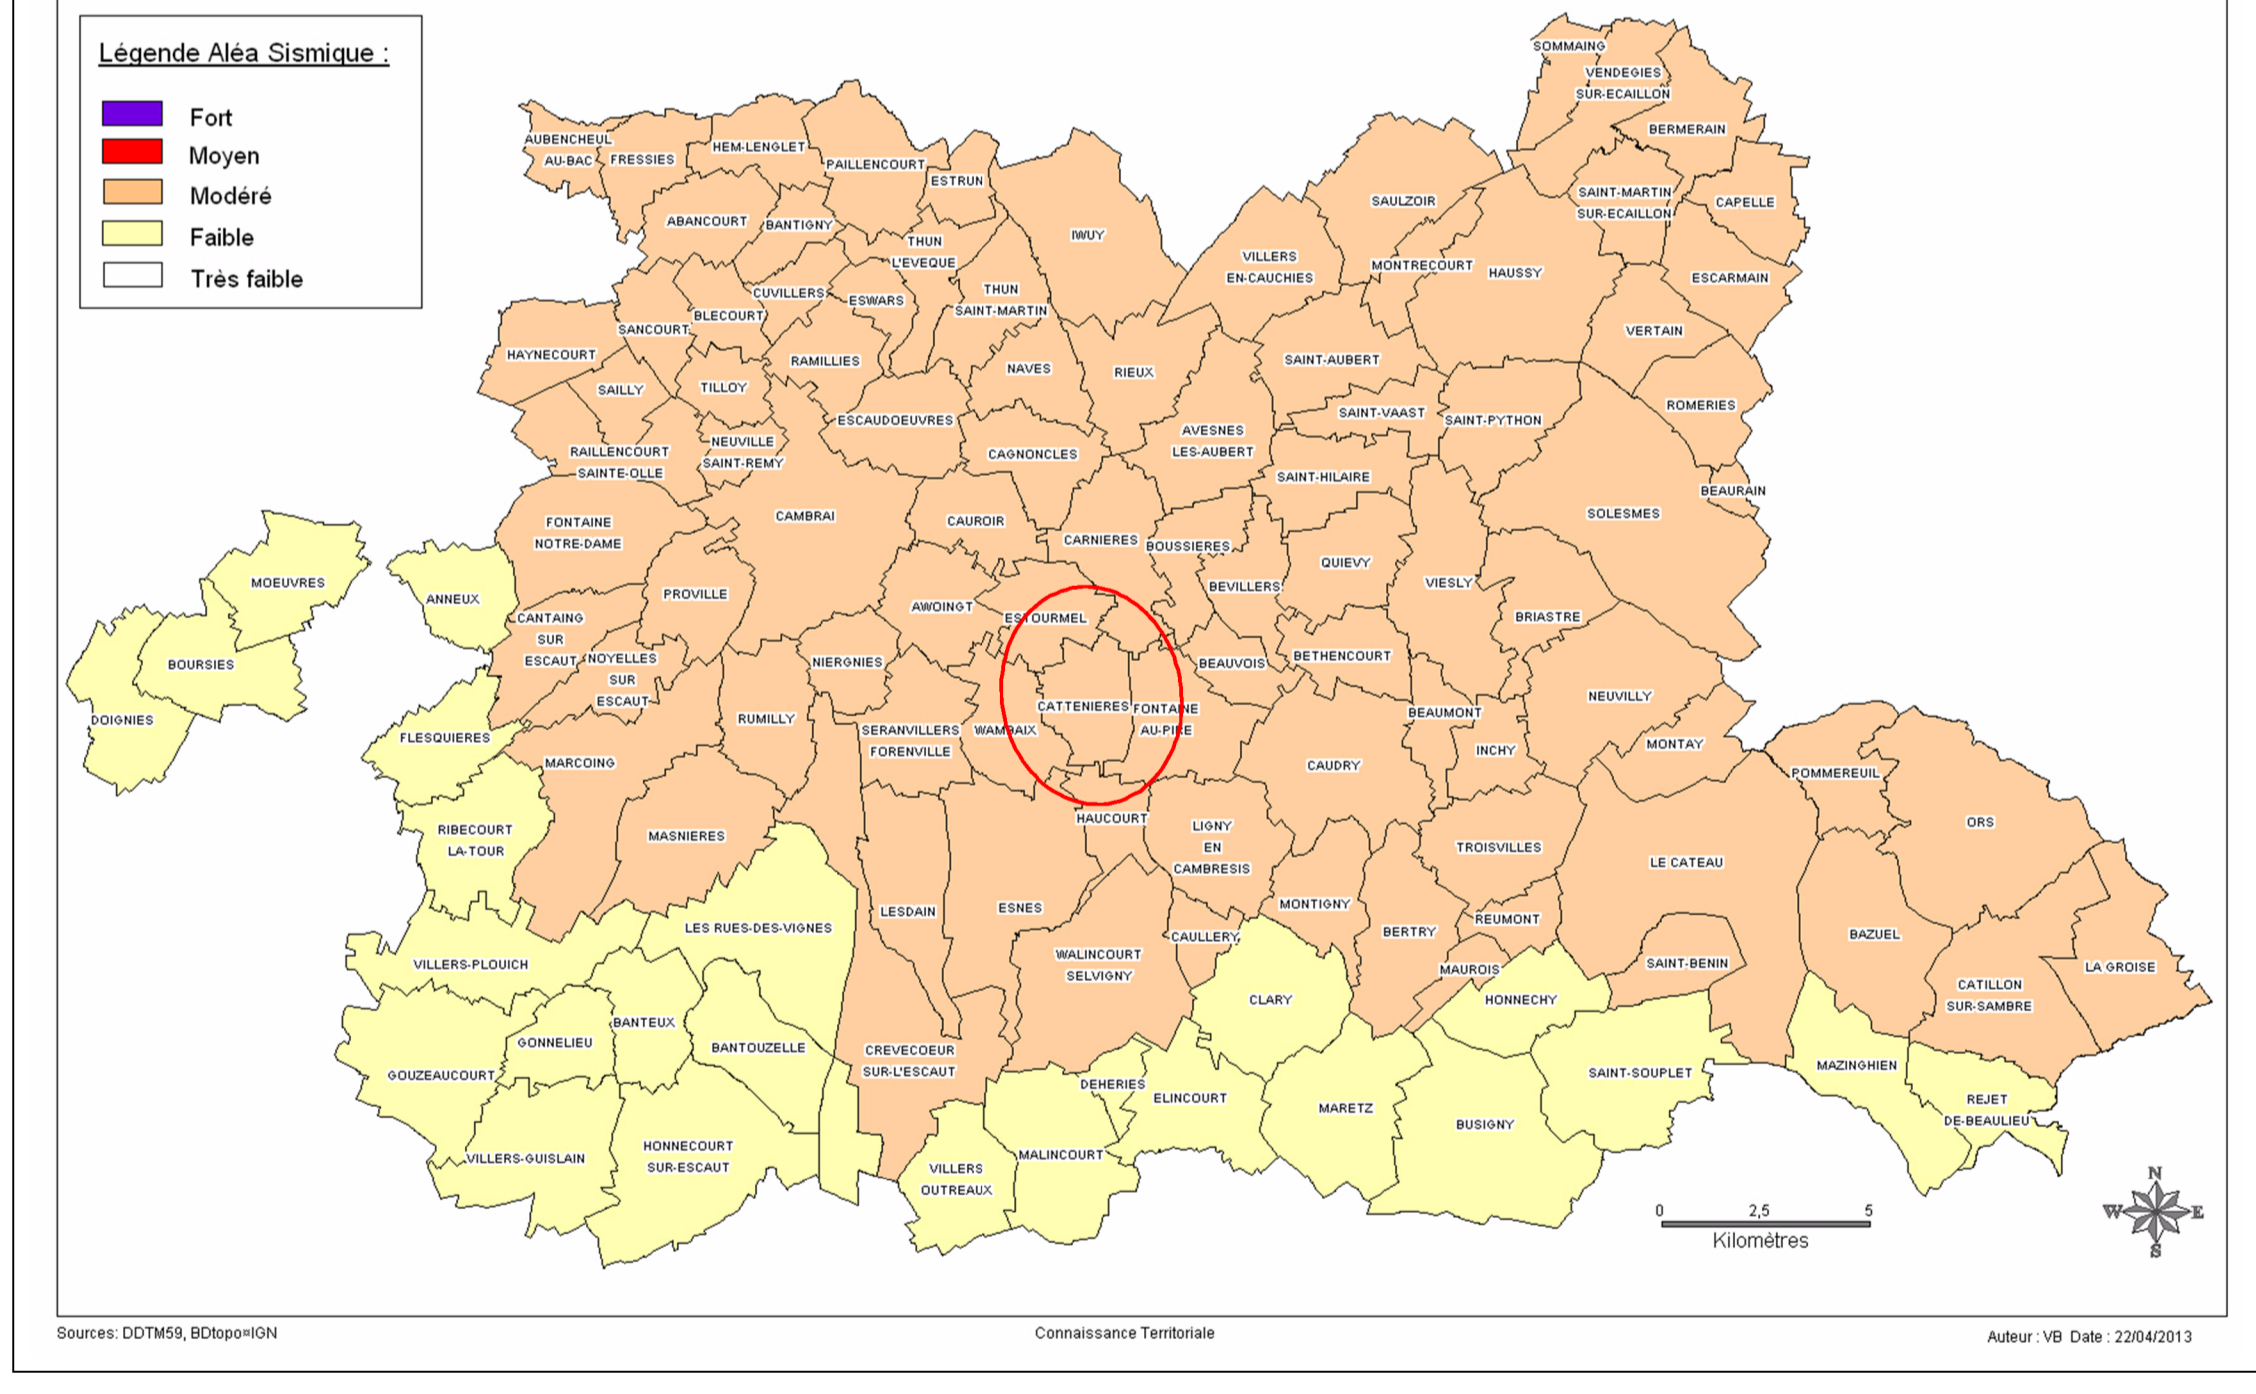 Légende Aléa Sismique :
Fort
Moyen
Modéré
Faible
Très faible
SOMMAING
VENDEGIES
SUR-ECAILLON
BERMERAIN
AUBENCHEUL
AU-BAC
FRESSIES
HEM-LENGLET
PAILLENCOURT
ESTRUN
ABANCOURT
BANTIGNY
THUN
L'EVEQUE
IWUY
SAULZOIR
SAINT-MARTIN
SUR-ECAILLON
CAPELLE
VILLERS
EN-CAUCHIES
MONTRECOURT
HAUSSY
ESCARMAIN
CUVILLERS
ESWARS
THUN
SAINT-MARTIN
BLECOURT
SANCOURT
VERTAIN
HAYNECOURT
RAMILLIES
NAVES
RIEUX
SAINT-AUBERT
SAILLY
TILLOY
ROMERIES
ESCAUDOEUVRES
SAINT-VAAST
SAINT-PYTHON
AVESNES
LES-AUBERT
RAILLENCOURT
SAINTE-OLLE
NEUVILLE
SAINT-REMY
CAGNONCLES
SAINT-HILAIRE
BEAURAIN
SOLESMES
FONTAINE
NOTRE-DAME
CAMBRAI
CAUROIR
CARNIERES
BOUSSIERES
QUIEVY
VIESLY
MOEUVRES
ANNEUX
PROVILLE
BEVILLERS
AWOINGT
ESTOURMEL
BRIASTRE
CANTAING
SUR
ESCAUT
NOYELLES
SUR
ESCAUT
NIERGNIES
BEAUVOIS
BETHENCOURT
BOURSIES
NEUVILLY
DOIGNIES
RUMILLY
CATTENIERES
FONTAINE
AU-PIRE
BEAUMONT
FLESQUIERES
SERANVILLERS
FORENVILLE
WAMBAIX
INCHY
MONTAY
MARCOING
CAUDRY
POMMEREUIL
RIBECOURT
LA-TOUR
MASNIERES
HAUCOURT
LIGNY
EN
CAMBRESIS
TROISVILLES
LE CATEAU
ORS
LESDAIN
ESNES
MONTIGNY
REUMONT
BERTRY
LES RUES-DES-VIGNES
CAULLERY
BAZUEL
VILLERS-PLOUICH
WALINCOURT
SELVIGNY
MAUROIS
SAINT-BENIN
LA GROISE
CLARY
HONNECHY
CATILLON
SUR-SAMBRE
BANTEUX
GONNELIEU
BANTOUZELLE
CREVECOEUR
SUR-L'ESCAUT
GOUZEAUCOURT
DEHERIES
ELINCOURT
SAINT-SOUPLET
MAZINGHIEN
MARETZ
REJET
DE-BEAULIEU
BUSIGNY
VILLERS-GUISLAIN
HONNECOURT
SUR-ESCAUT
MALINCOURT
VILLERS
OUTREAUX
N
W
E
S
0 2,5 5
Kilomètres
Sources: DDTM59, BDtopo¤IGN
Connaissance Territoriale
Auteur : VB Date : 22/04/2013